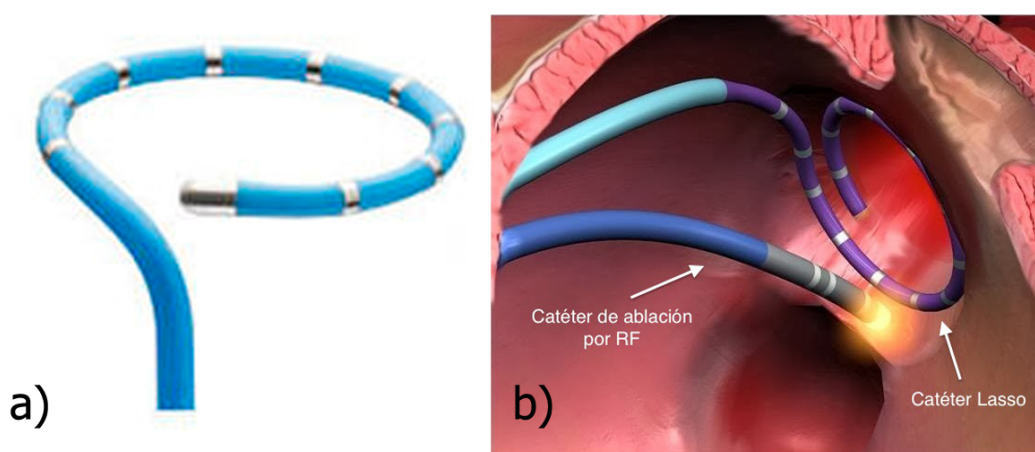 a)
b)
Catéter de ablación
por RF
Catéter Lasso